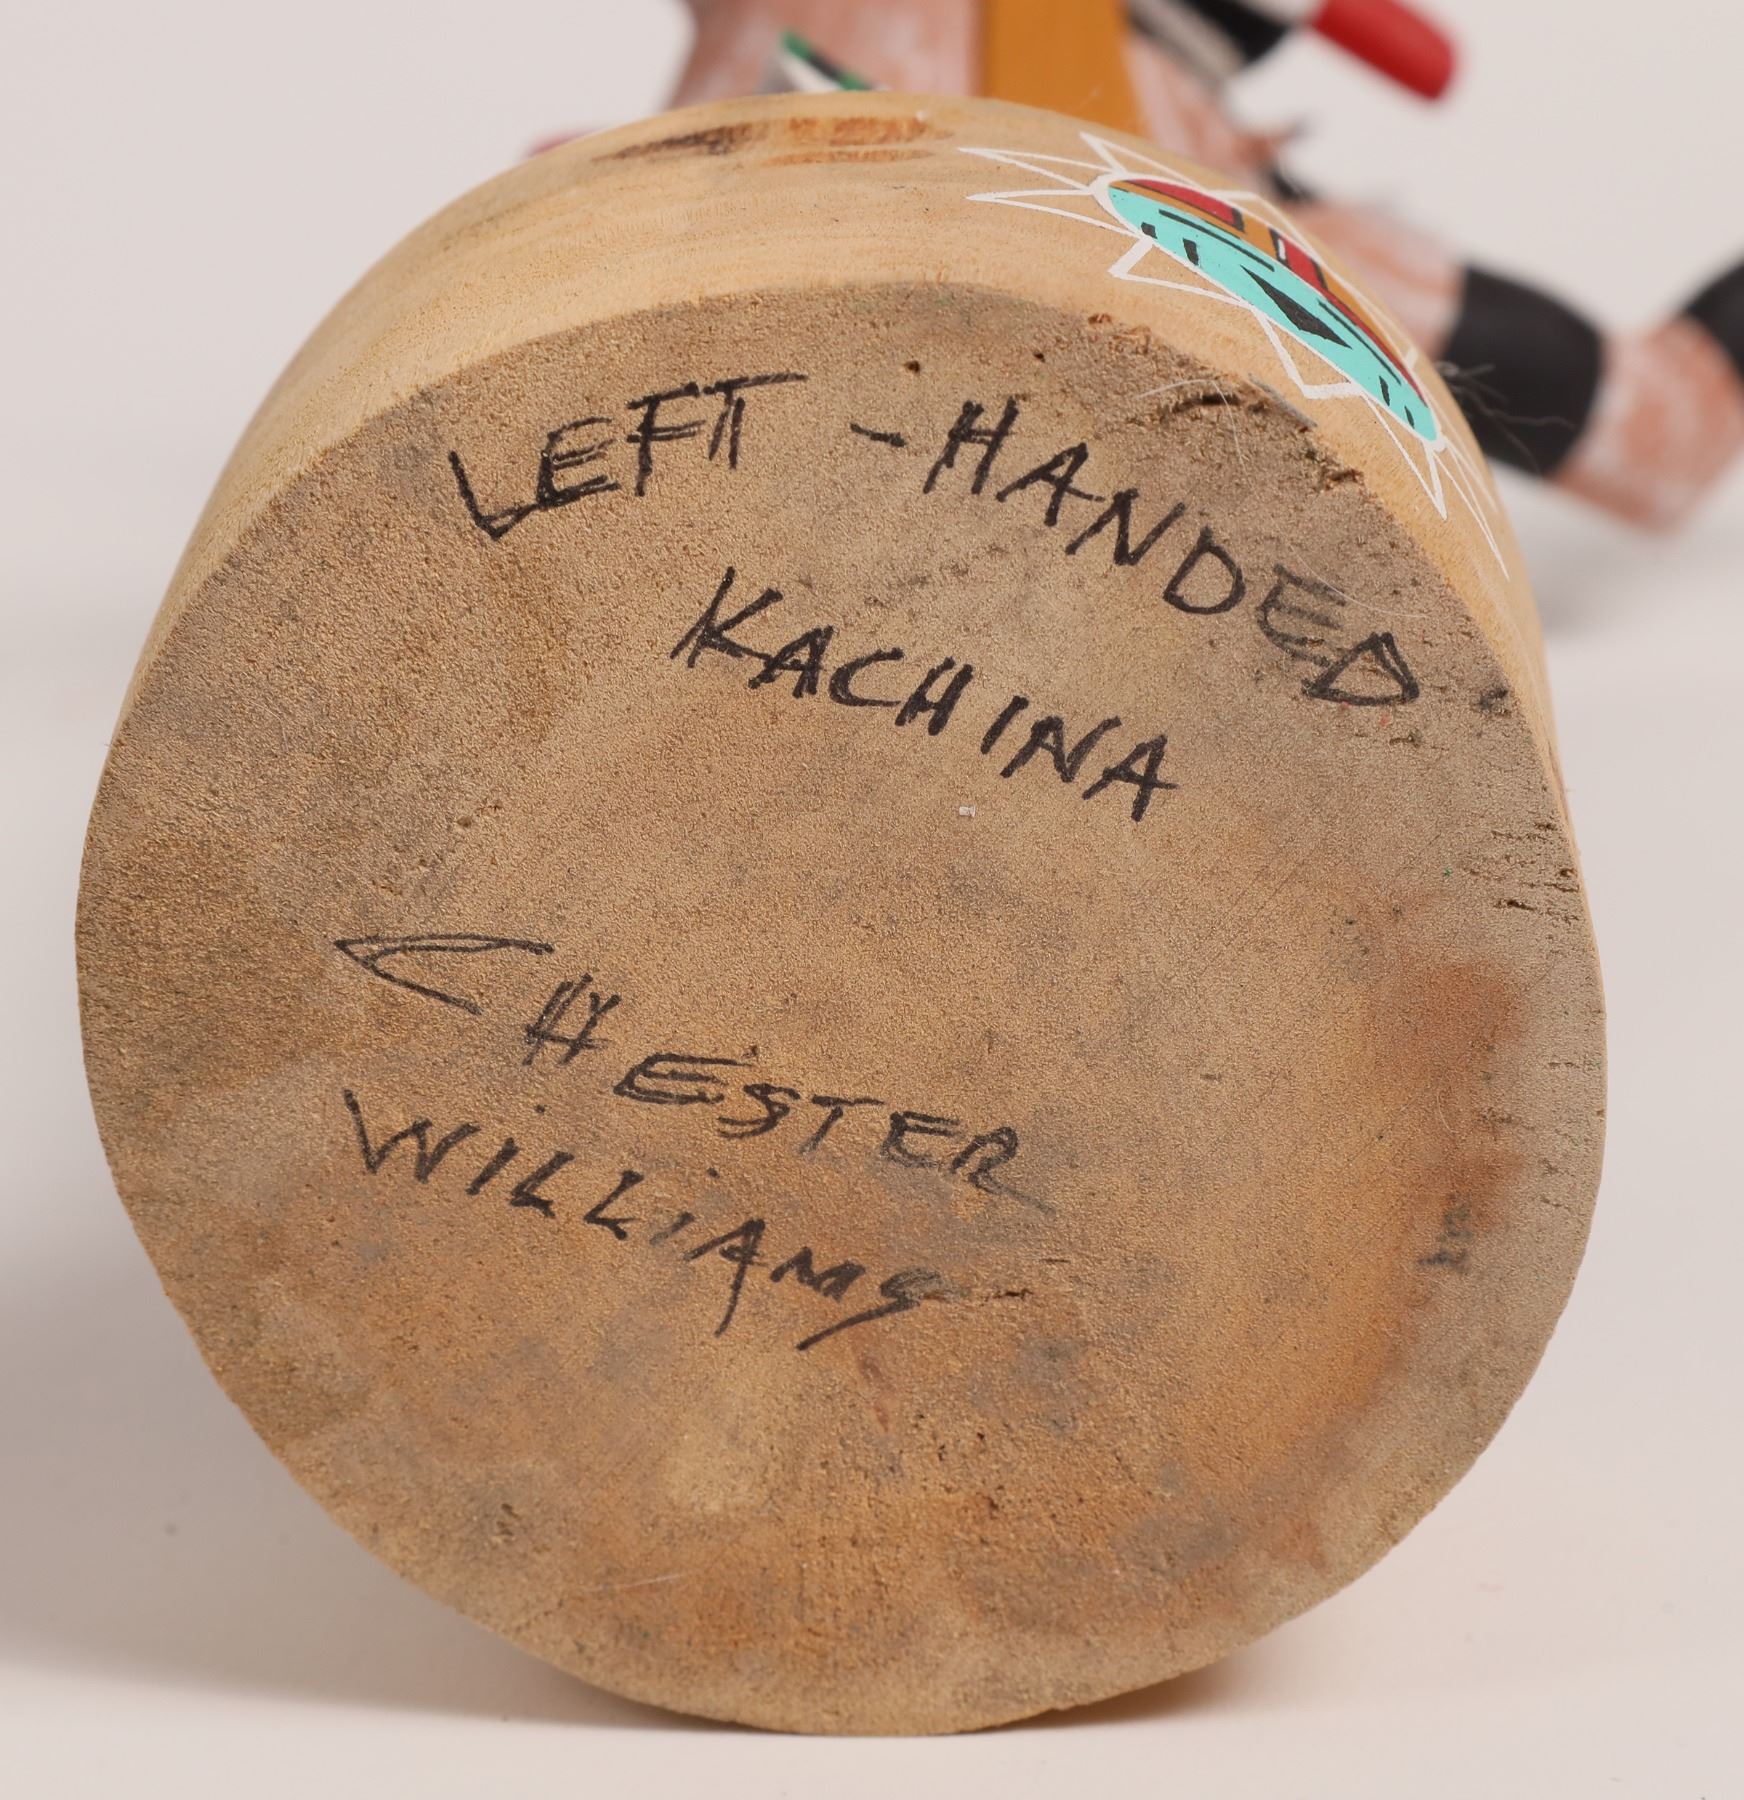 LEFT-HANDED
KACHINA
CHESTER
WILLIAMS